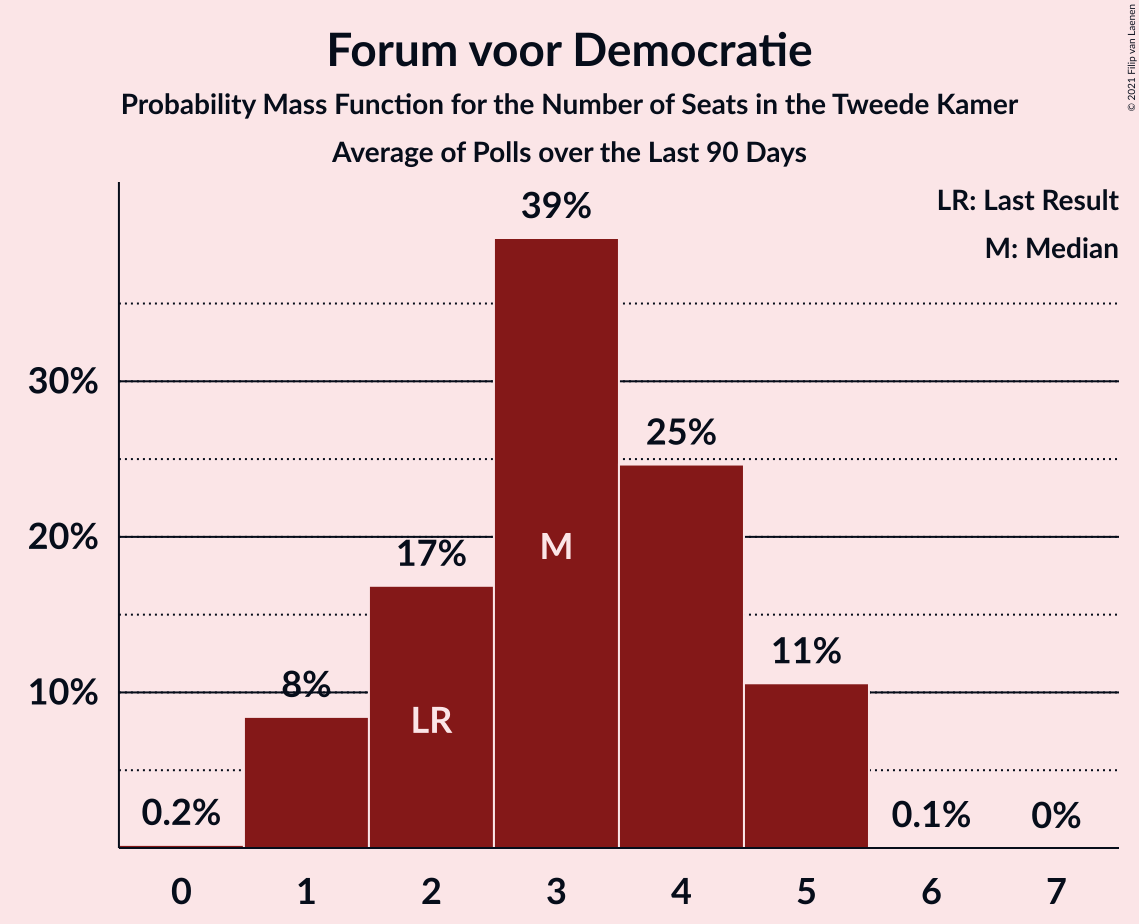 Forum voor Democratie
Probability Mass Function for the Number of Seats in the Tweede Kamer
Average of Polls over the Last 90 Days
© 2021 Filip van Laenen
LR: Last Result
M: Median
39%
30%
25%
20%
17%
M
11%
10%
8%
LR
0.2%
0.1%
0%
0 1 2 3 4 5 6 7